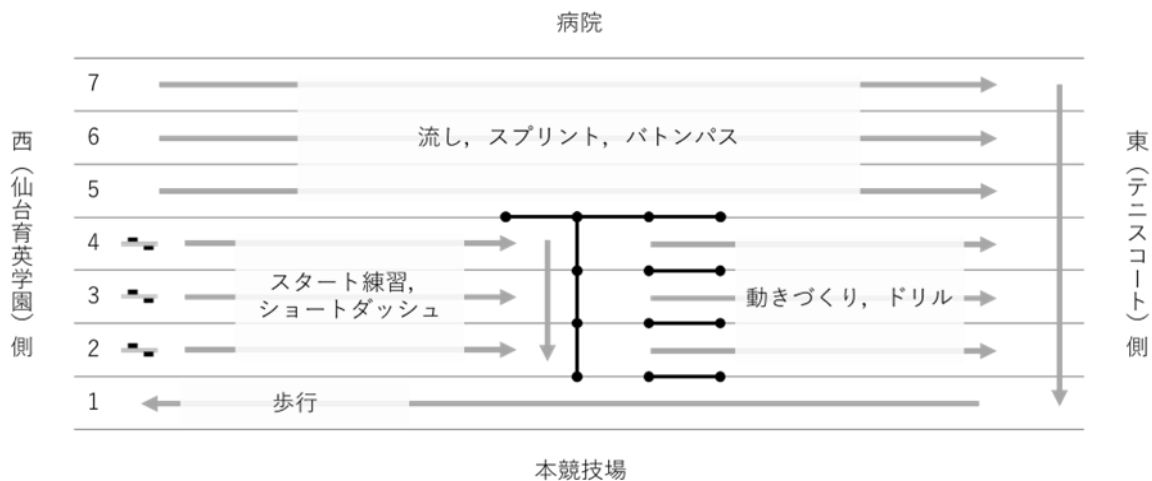 病院
7
6
流し，スプリント，バトンパス
5
4
3
スタート練習，
ショートダッシュ
動きづくり，ドリル
2
1
歩行
西（仙台育英学園）側
東（テニスコート）側
本競技場